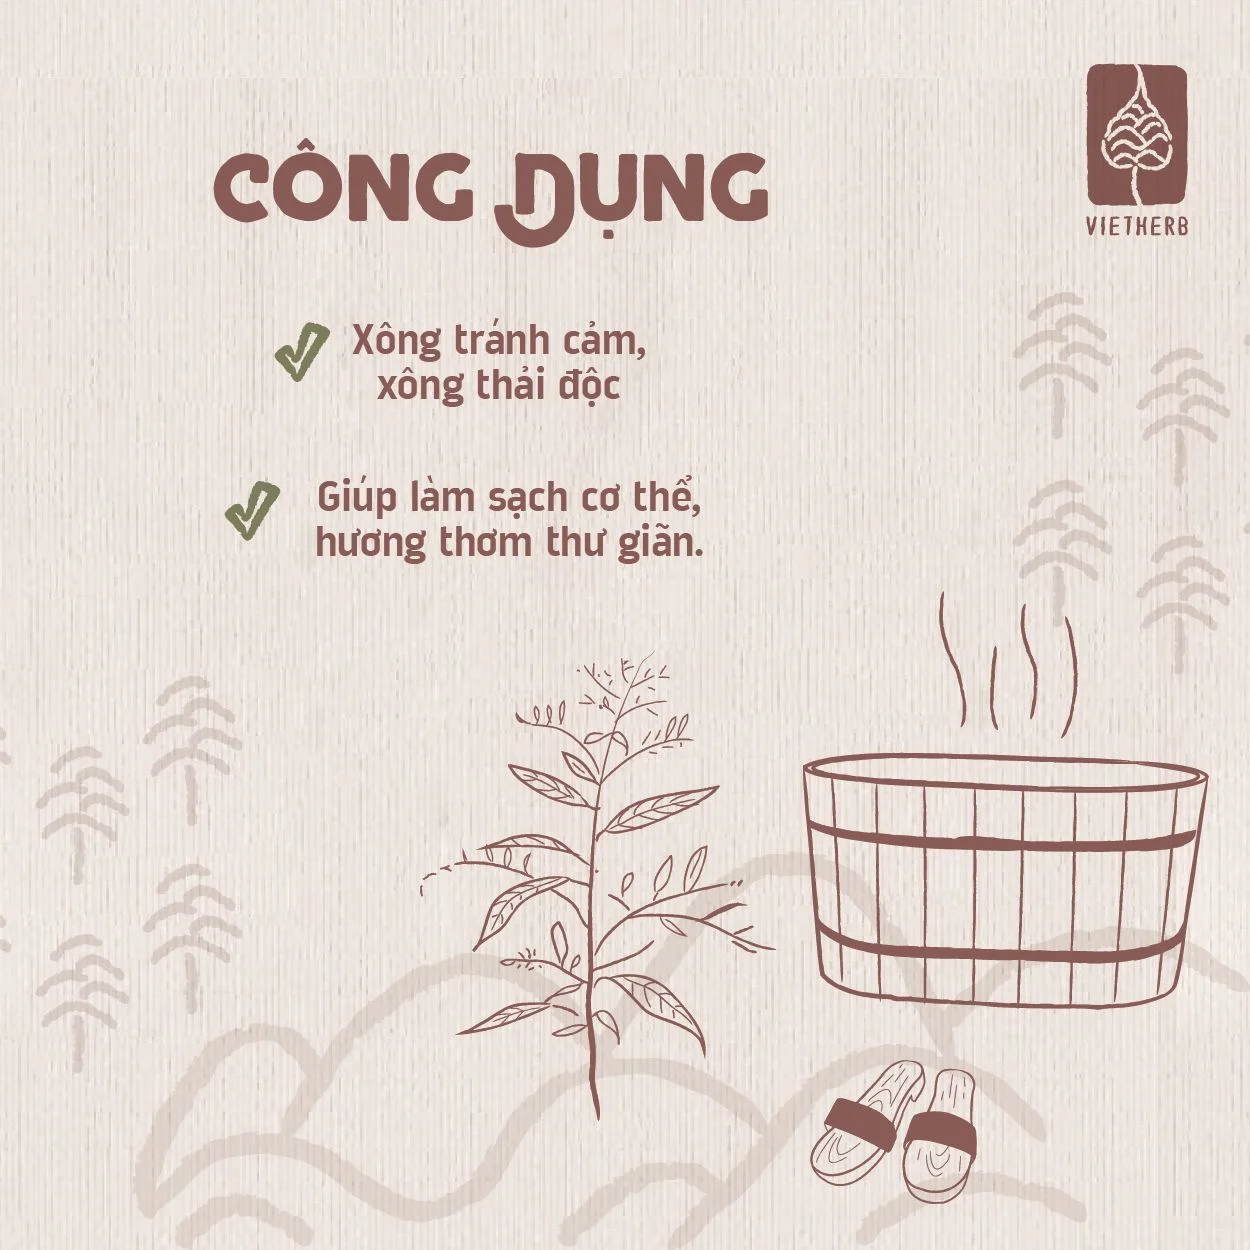 CÔNG DỤNG
VIETHERB
Xông tránh cảm,
xông thải độc
Giúp làm sạch cơ thể,
hương thơm thư giãn.